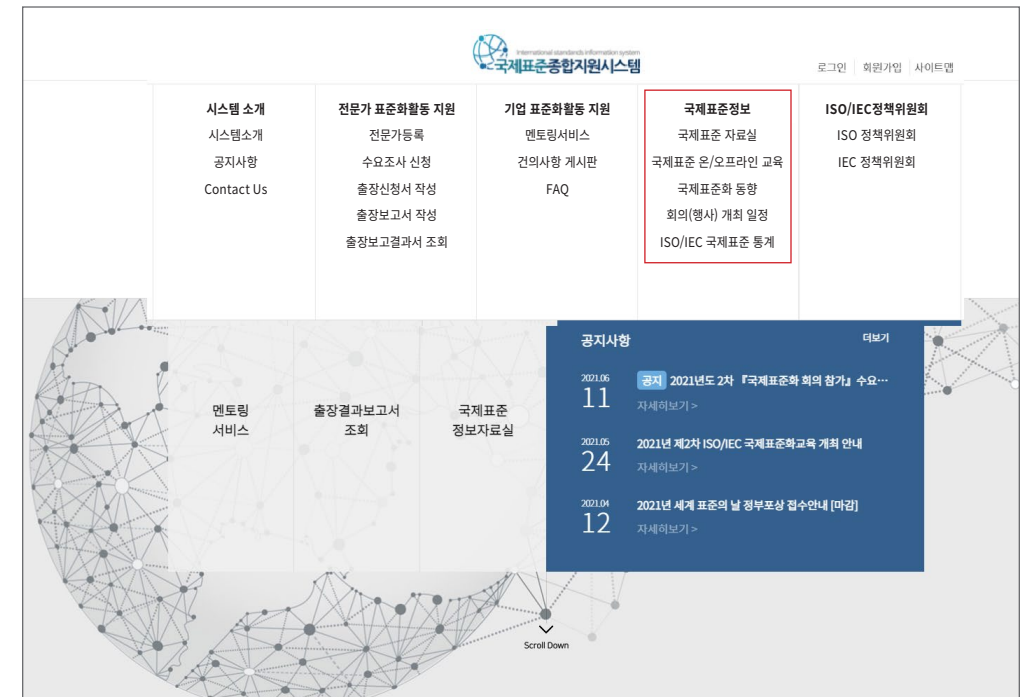 International standards information system
국제표준종합지원시스템
로그인 회원가입 사이트맵
시스템 소개
시스템소개
공지사항
Contact Us
전문가 표준화활동 지원
전문가등록
수요조사 신청
출장신청서 작성
출장보고서 작성
출장보고결과서 조회
기업 표준화활동 지원
멘토링서비스
건의사항 게시판
FAQ
국제표준정보
국제표준 자료실
국제표준 온/오프라인 교육
국제표준화 동향
회의(행사) 개최 일정
ISO/IEC 국제표준 통계
ISO/IEC정책위원회
ISO 정책위원회
IEC 정책위원회
멘토링
서비스
출장결과보고서
조회
국제표준
정보자료실
공지사항 더보기
2021.06
11
공지 2021년도 2차 『국제표준화 회의 참가』 수요…
자세히보기 >
2021.05
24
2021년 제2차 ISO/IEC 국제표준화교육 개최 안내
자세히보기 >
2021.04
12
2021년 세계 표준의 날 정부포상 접수안내 [마감]
자세히보기 >
Scroll Down